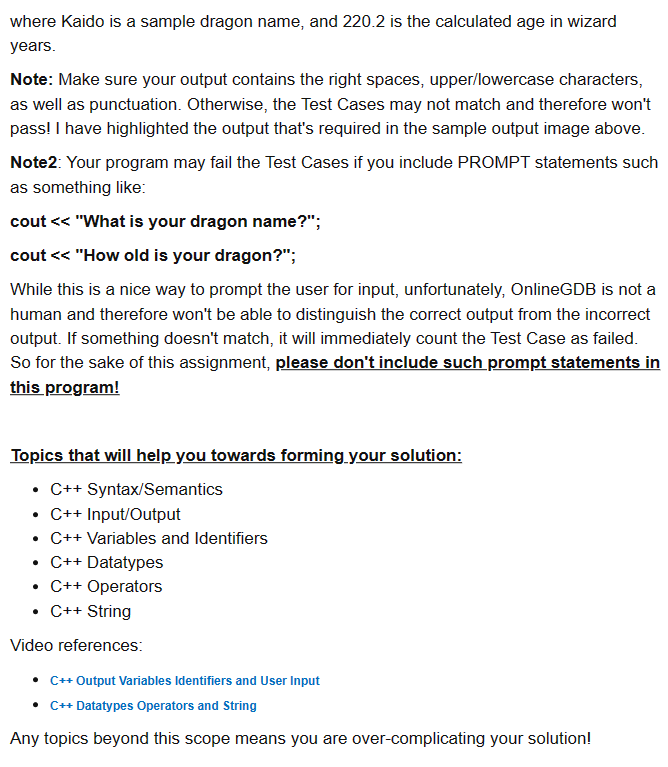 where Kaido is a sample dragon name, and 220.2 is the calculated age in wizard
years.
Note: Make sure your output contains the right spaces, upper/lowercase characters,
as well as punctuation. Otherwise, the Test Cases may not match and therefore won't
pass! I have highlighted the output that's required in the sample output image above.
Note2: Your program may fail the Test Cases if you include PROMPT statements such
as something like:
cout << "What is your dragon name?";
cout << "How old is your dragon?";
While this is a nice way to prompt the user for input, unfortunately, OnlineGDB is not a
human and therefore won't be able to distinguish the correct output from the incorrect
output. If something doesn't match, it will immediately count the Test Case as failed.
So for the sake of this assignment, please don't include such prompt statements in
this program!
Topics that will help you towards forming your solution:
• C++ Syntax/Semantics
• C++ Input/Output
• C++ Variables and Identifiers
• C++ Datatypes
• C++ Operators
• C++ String
Video references:
• C++ Output Variables Identifiers and User Input
• C++ Datatypes Operators and String
Any topics beyond this scope means you are over-complicating your solution!